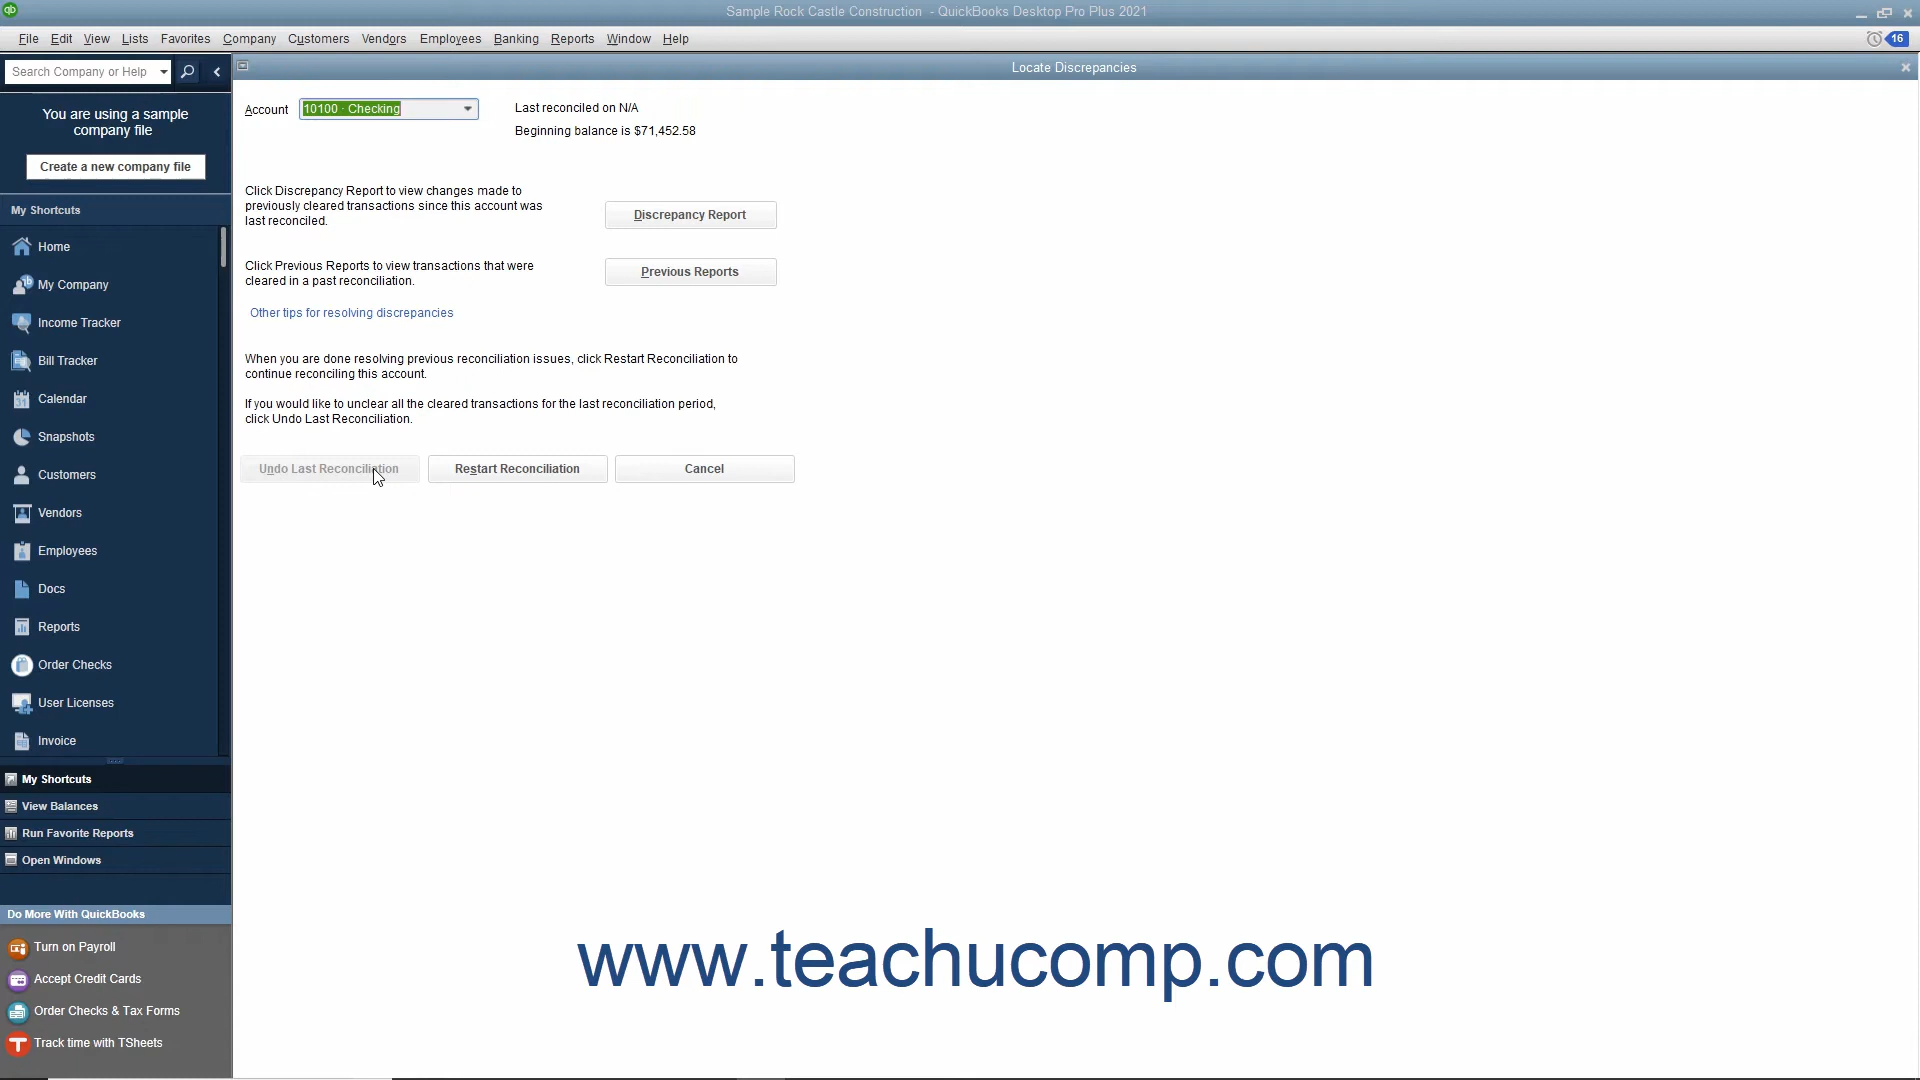 qb
Sample Rock Castle Construction - QuickBooks Desktop Pro Plus 2021
File Edit View Lists Favorites Company Customers Vendors Employees Banking Reports Window Help
16
Search Company or Help
Locate Discrepancies
You are using a sample
company file
Create a new company file
My Shortcuts
Home
My Company
Income Tracker
Bill Tracker
Calendar
Snapshots
Customers
Vendors
Employees
Docs
Reports
Order Checks
User Licenses
Invoice
My Shortcuts
View Balances
Run Favorite Reports
Open Windows
Do More With QuickBooks
Turn on Payroll
Accept Credit Cards
Order Checks & Tax Forms
Track time with TSheets
Account 10100 · Checking
Last reconciled on N/A
Beginning balance is $71,452.58
Click Discrepancy Report to view changes made to
previously cleared transactions since this account was
last reconciled.
Discrepancy Report
Click Previous Reports to view transactions that were
cleared in a past reconciliation.
Previous Reports
Other tips for resolving discrepancies
When you are done resolving previous reconciliation issues, click Restart Reconciliation to
continue reconciling this account.
If you would like to unclear all the cleared transactions for the last reconciliation period,
click Undo Last Reconciliation.
Undo Last Reconciliation Restart Reconciliation Cancel
www.teachucomp.com